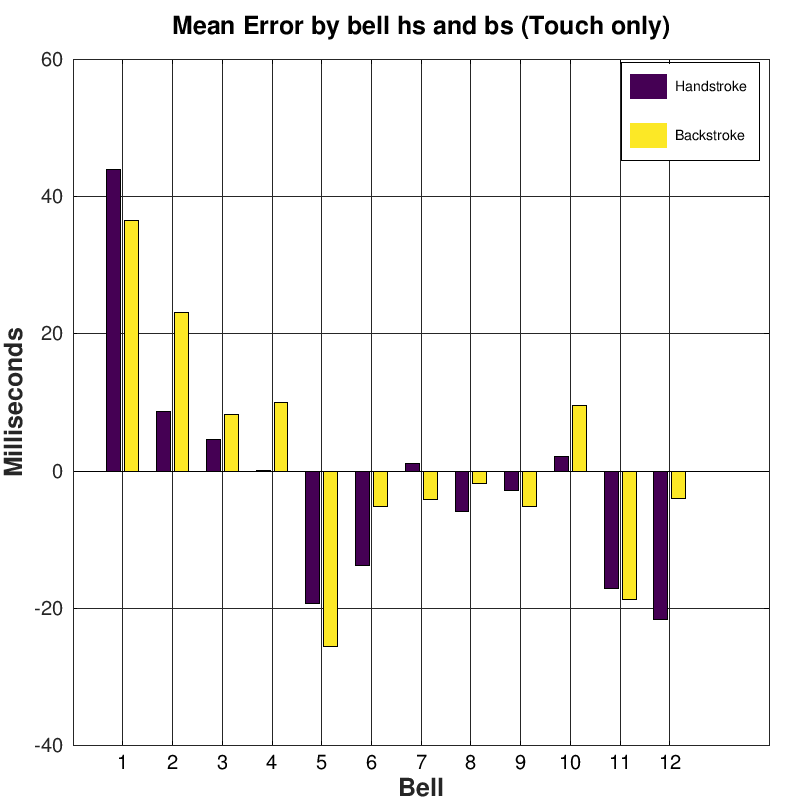 Mean Error by bell hs and bs (Touch only)
Handstroke
Backstroke
60
40
20
0
-20
-40
Milliseconds
1 2 3 4 5 6 7 8 9 10 11 12
Bell